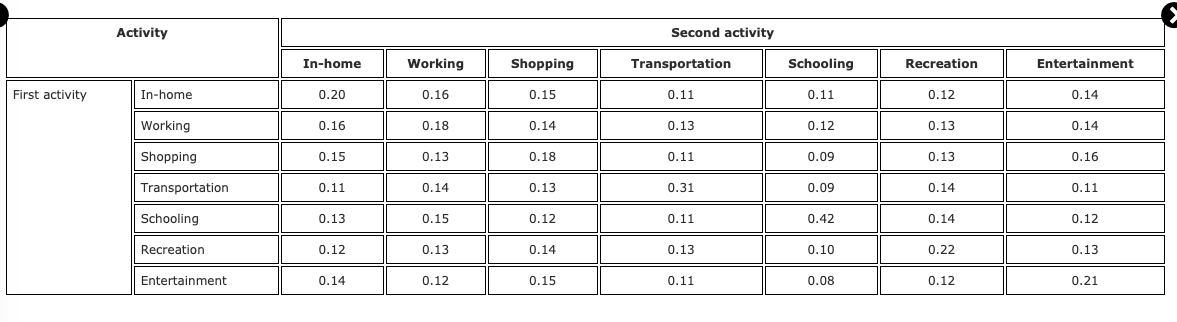 Activity Second activity
In-home Working Shopping Transportation Schooling Recreation Entertainment
First activity In-home 0.20 0.16 0.15 0.11 0.11 0.12 0.14
Working 0.16 0.18 0.14 0.13 0.12 0.13 0.14
Shopping 0.15 0.13 0.18 0.11 0.09 0.13 0.16
Transportation 0.11 0.14 0.13 0.31 0.09 0.14 0.11
Schooling 0.13 0.15 0.12 0.11 0.42 0.14 0.12
Recreation 0.12 0.13 0.14 0.13 0.10 0.22 0.13
Entertainment 0.14 0.12 0.15 0.11 0.08 0.12 0.21